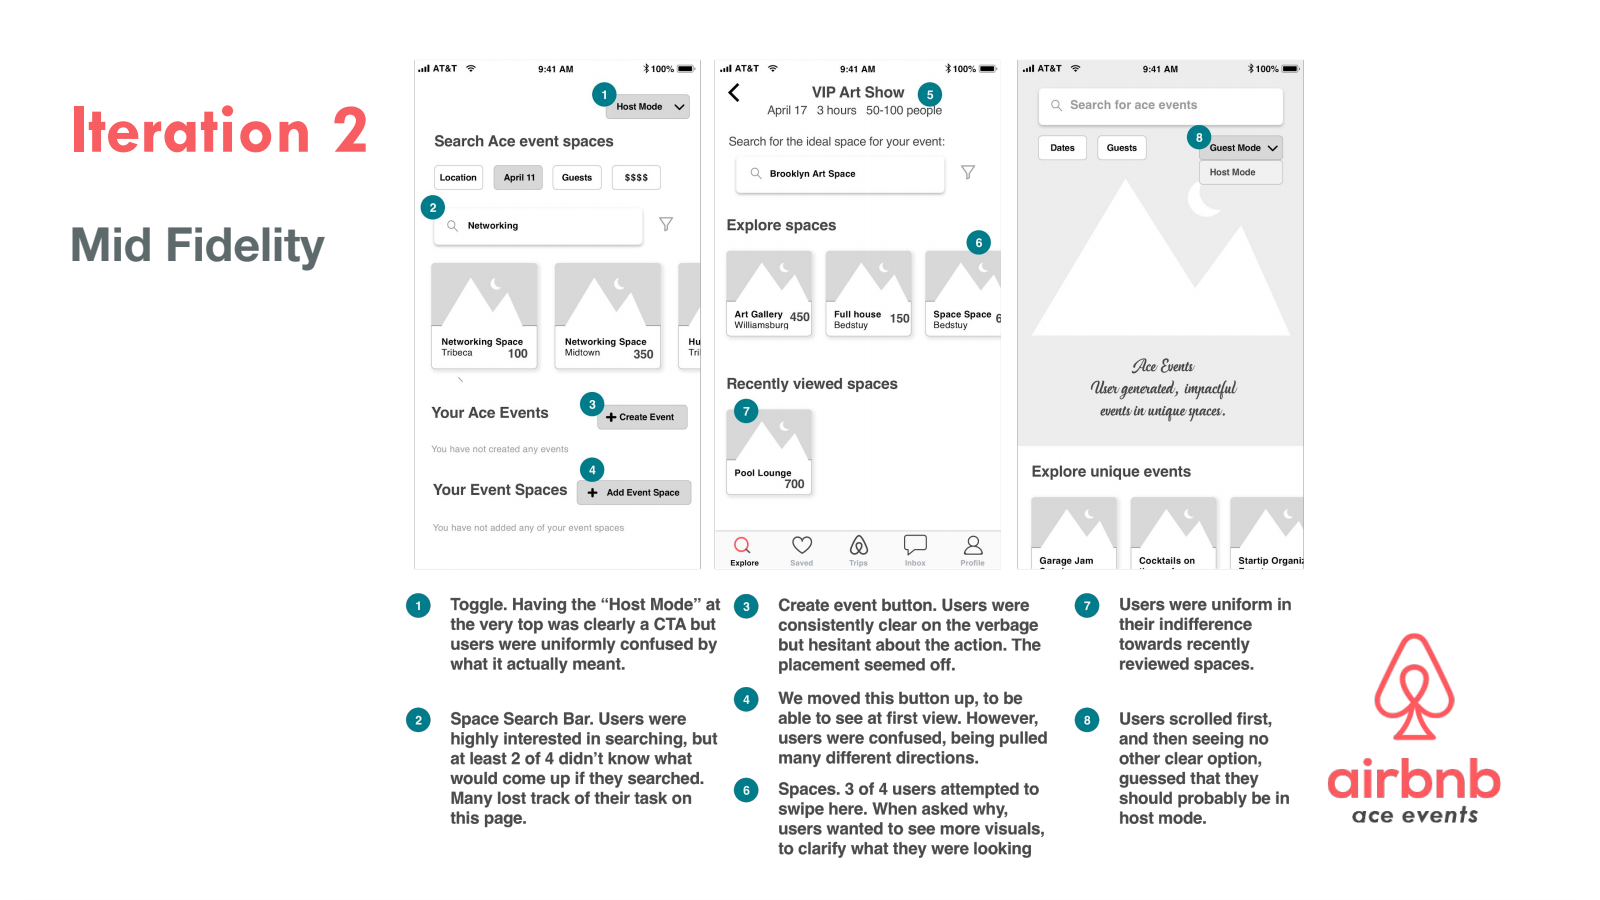 Iteration 2
Mid Fidelity
AT&T 9:41 AM 100%
1
Host Mode
Search Ace event spaces
Location April 11 Guests $$$$
2
Networking
Networking Space
Tribeca 100
Networking Space
Midtown 350
Hu
Tri
Your Ace Events
3
+ Create Event
You have not created any events
4
Your Event Spaces
+ Add Event Space
You have not added any of your event spaces
AT&T 9:41 AM 100%
VIP Art Show 5
April 17 3 hours 50-100 people
Search for the ideal space for your event:
Brooklyn Art Space
Explore spaces
6
Art Gallery 450
Williamsburg
Full house 150
Bedstuy
Space Space 6
Bedstuy
Recently viewed spaces
7
Pool Lounge
700
Explore Saved Trips Inbox Profile
AT&T 9:41 AM 100%
Search for ace events
8
Dates Guests Guest Mode
Host Mode
Ace Events
User generated, impactful
events in unique spaces.
Explore unique events
Garage Jam
Cocktails on
Startip Organiz
1 Toggle. Having the “Host Mode” at
the very top was clearly a CTA but
users were uniformly confused by
what it actually meant.
2 Space Search Bar. Users were
highly interested in searching, but
at least 2 of 4 didn’t know what
would come up if they searched.
Many lost track of their task on
this page.
3 Create event button. Users were
consistently clear on the verbage
but hesitant about the action. The
placement seemed off.
4 We moved this button up, to be
able to see at first view. However,
users were confused, being pulled
many different directions.
6 Spaces. 3 of 4 users attempted to
swipe here. When asked why,
users wanted to see more visuals,
to clarify what they were looking
7 Users were uniform in
their indifference
towards recently
reviewed spaces.
8 Users scrolled first,
and then seeing no
other clear option,
guessed that they
should probably be in
host mode.
airbnb
ace events